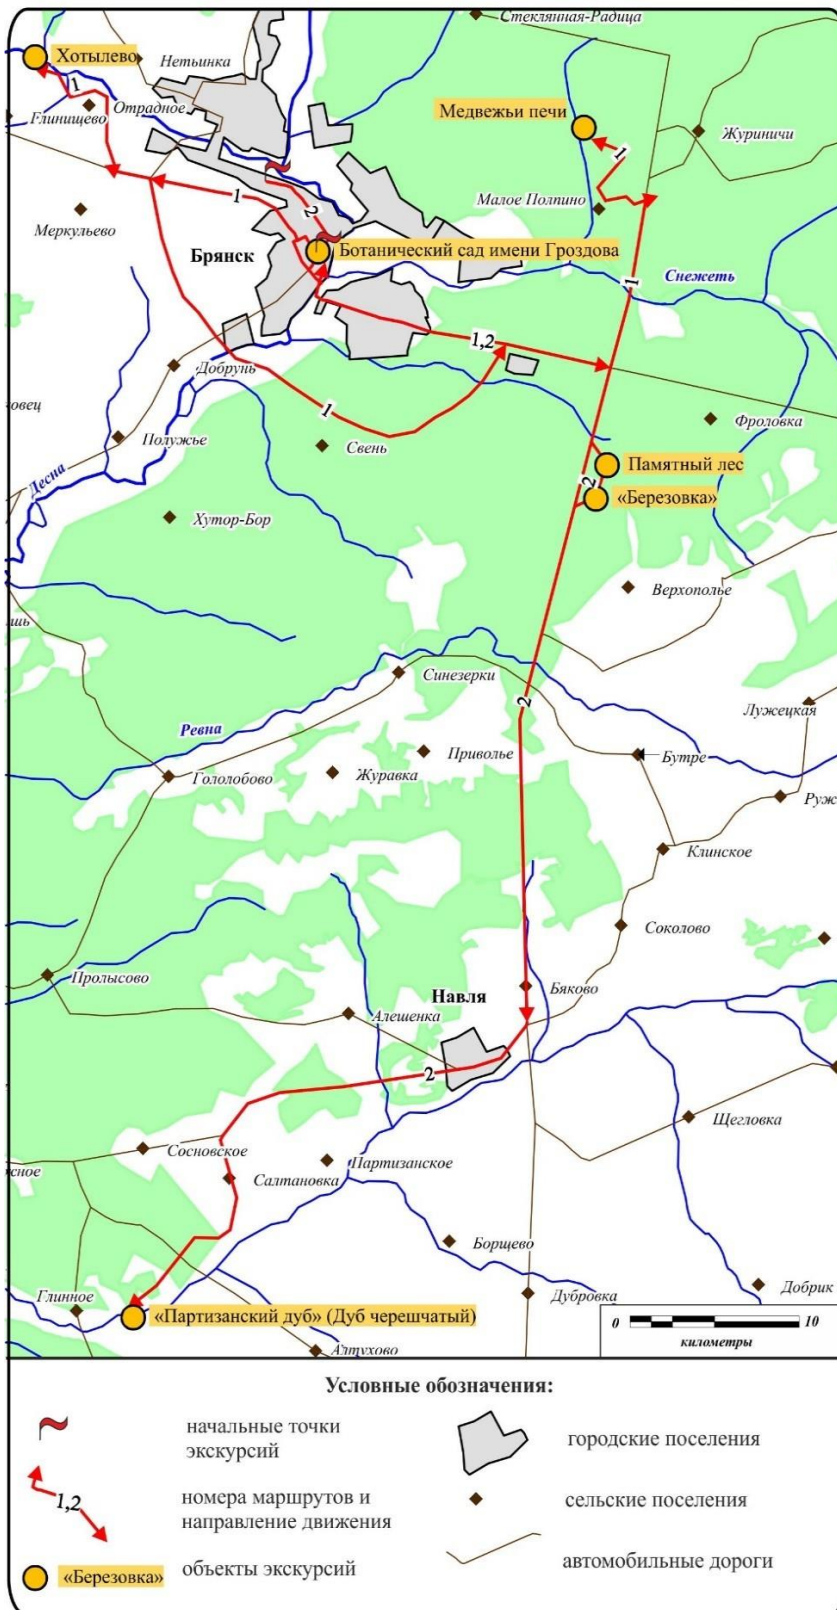 Стеклянная-Радица
Хотылево
Нетьинка
Медвежьи печи
1
Отрадное
Глинищево
Журиничи
1
1
2
Малое Полпино
Меркульево
Брянск
Ботанический сад имени Гроздова
Снежеть
1
1,2
Добрунь
овец
1
Фроловка
Полужье
Свень
Памятный лес
Десна
2
«Березовка»
Хутор-Бор
Верхополье
шь
Синезерки
2
Лужецкая
Ревна
Приволье
Бутре
Гололобово
Журавка
Руж
Клинское
Соколово
Пролысово
Навля
Бяково
Алешенка
2
Щегловка
Сосновское
Партизанское
сное
Салтановка
Борщево
Добрик
Глинное
Дубровка
«Партизанский дуб» (Дуб черешчатый)
0 10
километры
Алтухово
Условные обозначения:
начальные точки
экскурсий
городские поселения
1,2
номера маршрутов и
направление движения
сельские поселения
«Березовка»
объекты экскурсий
автомобильные дороги